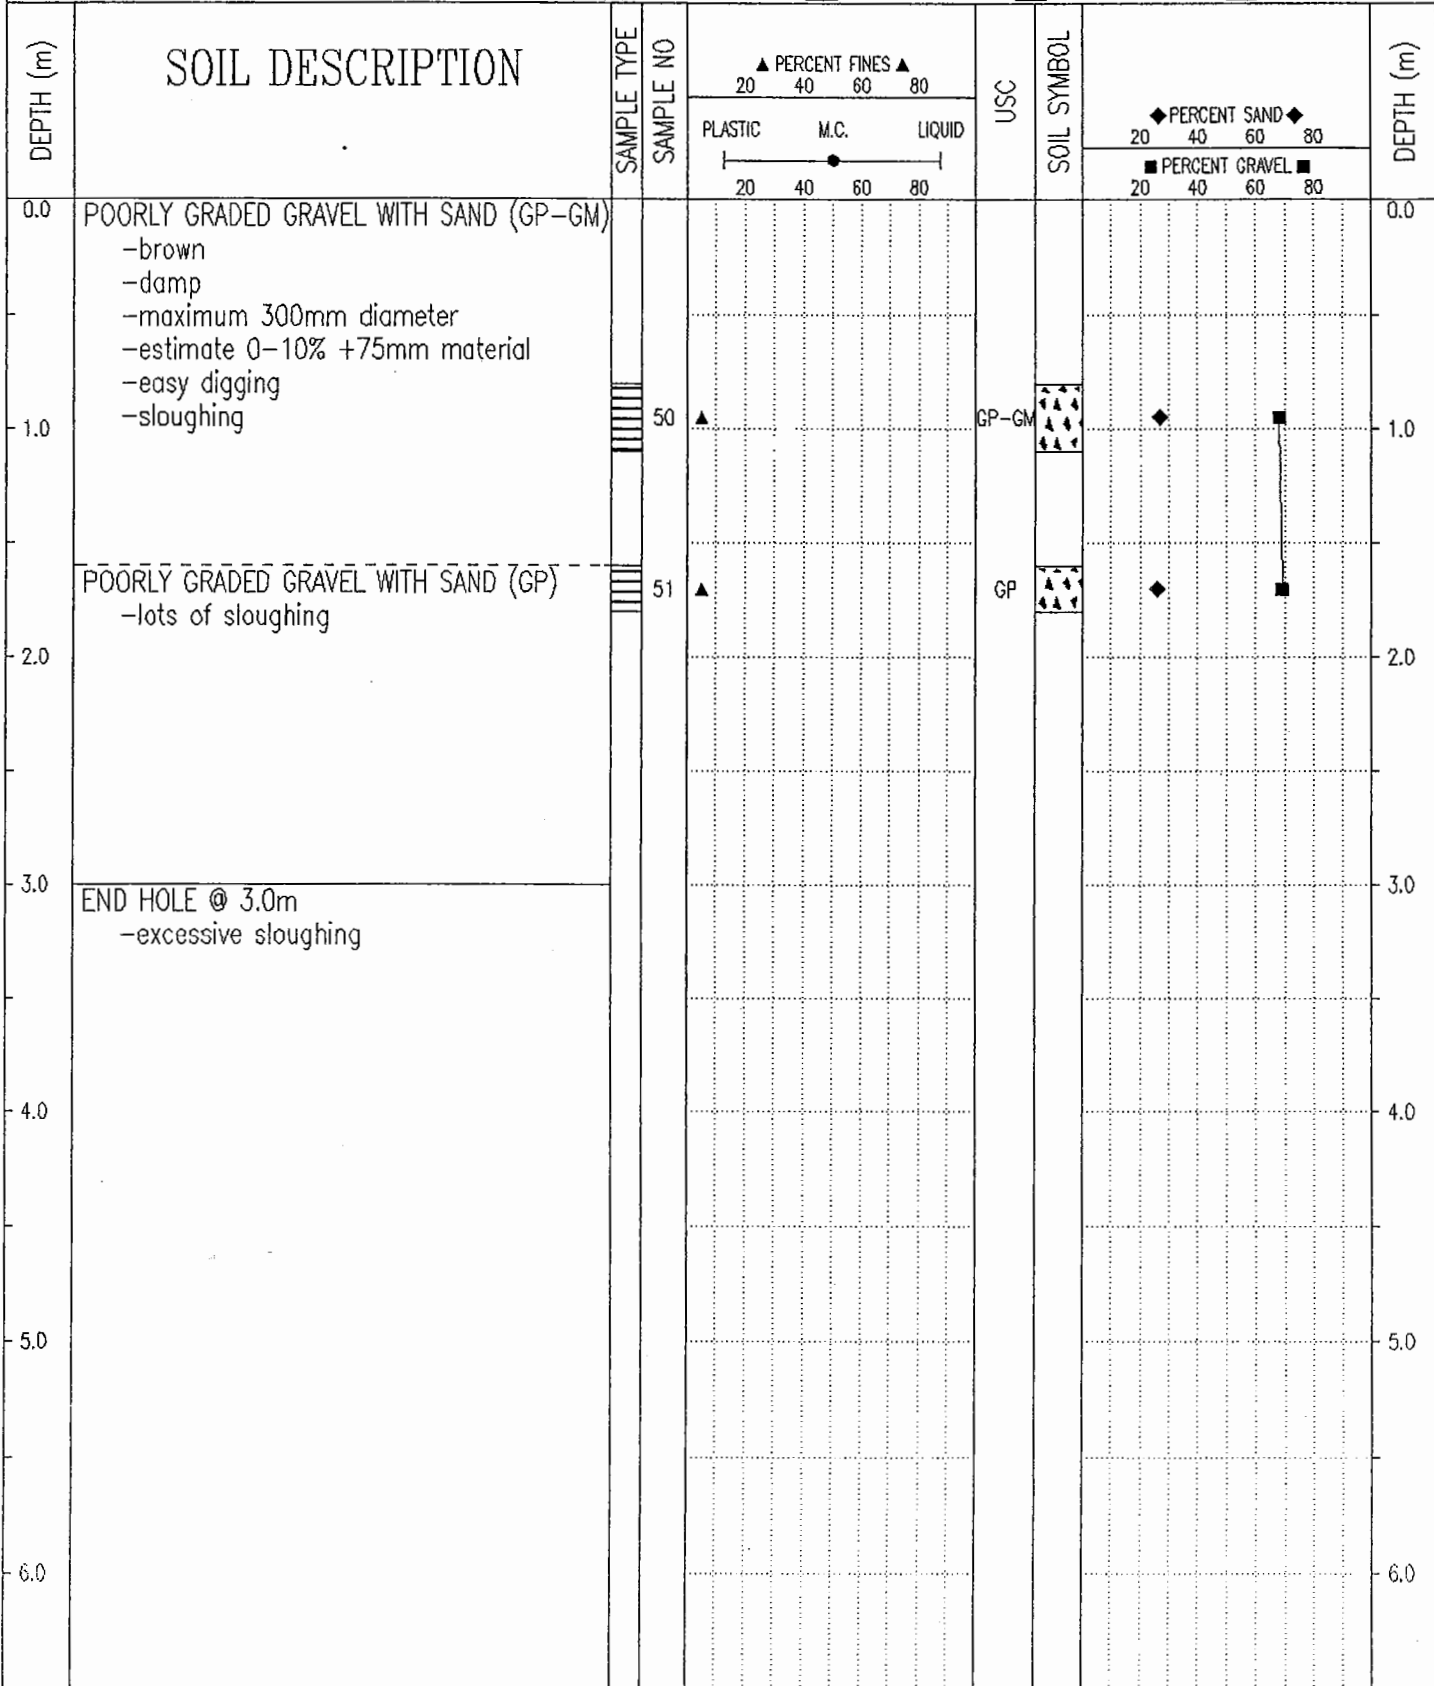 DEPTH (m)
SOIL DESCRIPTION
SAMPLE TYPE
SAMPLE NO
▲ PERCENT FINES ▲
20 40 60 80
PLASTIC M.C. LIQUID
20 40 60 80
USC
SOIL SYMBOL
◆PERCENT SAND◆
20 40 60 80
■ PERCENT GRAVEL ■
20 40 60 80
DEPTH (m)
0.0 POORLY GRADED GRAVEL WITH SAND (GP-GM) 0.0
-brown
-damp
-maximum 300mm diameter
-estimate 0-10% +75mm material
-easy digging
-sloughing 50 GP-GM
1.0 1.0
POORLY GRADED GRAVEL WITH SAND (GP) 51 GP
-lots of sloughing
2.0 2.0
3.0 3.0
END HOLE @ 3.0m
-excessive sloughing
4.0 4.0
5.0 5.0
6.0 6.0